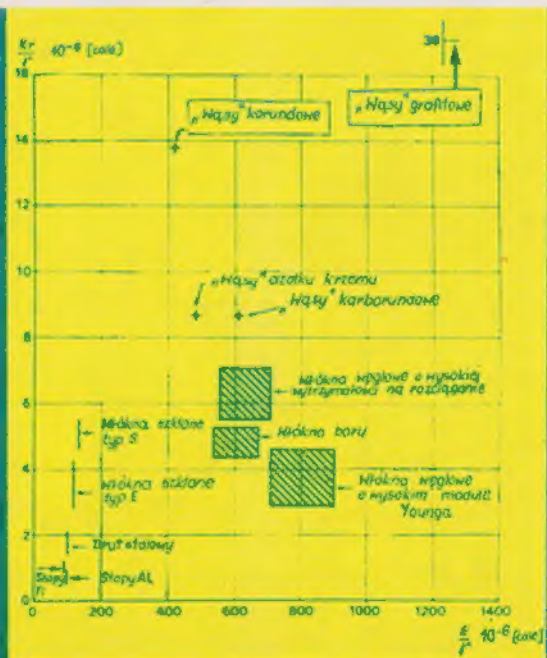 Kr/γ 10⁻⁶ [cale]
38
16
„Wąsy" korundowe
„Wąsy" grafitowe
14
12
10
„Wąsy" azotku krzemu
„Wąsy" karborundowe
8
Włókna węglowe o wysokiej
wytrzymałości na rozciąganie
6
Włókna szklane
typ S
Włókna boru
4
Włókna szklane
typ E
Włókna węglowe
o wysokim module
Younga
2
Drut stalowy
Stopy
Ti
Stopy AL
0
0 200 400 600 800 1000 1200 1400
E/γ 10⁻⁶ [cale]